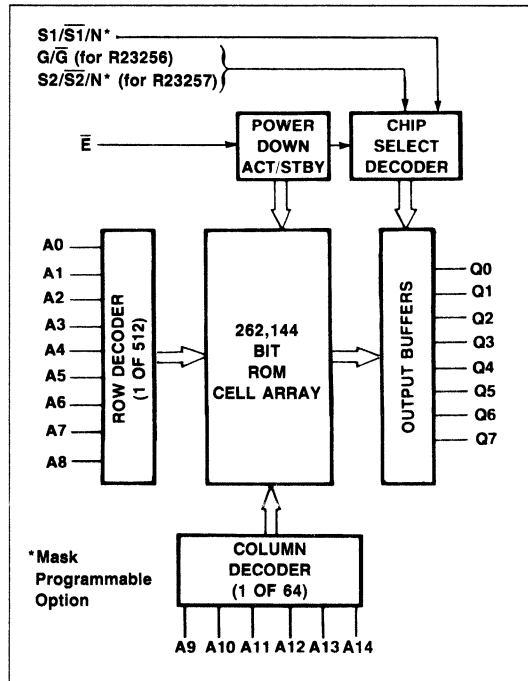 S1/S̅1̅/N*
G/G̅ (for R23256)
S2/S̅2̅/N* (for R23257)
E̅
POWER
DOWN
ACT/STBY
CHIP
SELECT
DECODER
A0
A1
A2
A3
A4
A5
A6
A7
A8
ROW DECODER
(1 OF 512)
262,144
BIT
ROM
CELL ARRAY
OUTPUT BUFFERS
Q0
Q1
Q2
Q3
Q4
Q5
Q6
Q7
*Mask
Programmable
Option
COLUMN
DECODER
(1 OF 64)
A9 A10 A11 A12 A13 A14